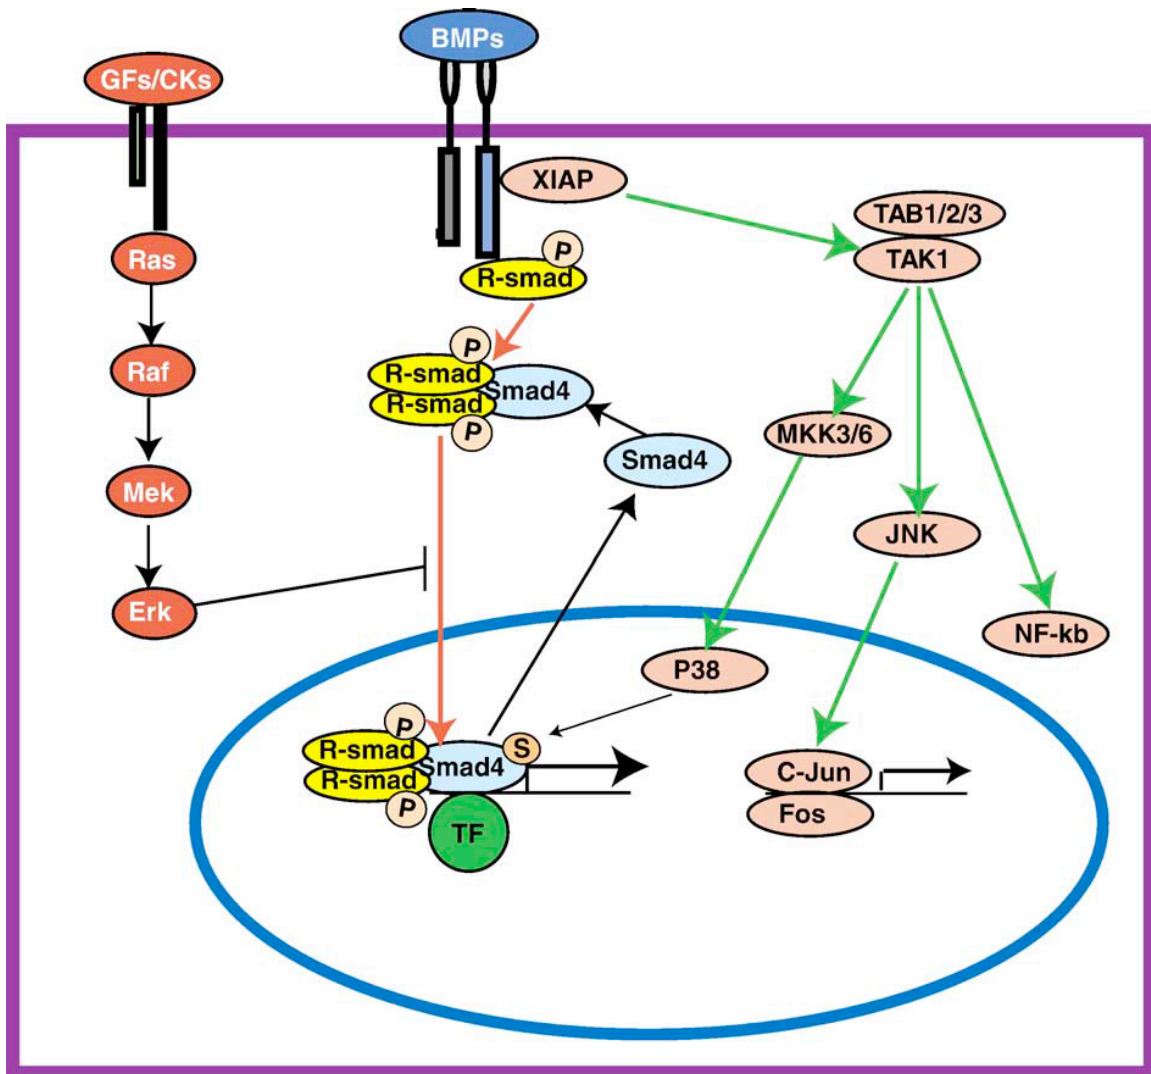 BMPs
GFs/CKs
XIAP
TAB1/2/3
TAK1
Ras
P
R-smad
P
R-smad
Smad4
R-smad
P
Raf
MKK3/6
Smad4
Mek
JNK
Erk
NF-kb
P38
P
R-smad
Smad4
S
R-smad
P
TF
C-Jun
Fos